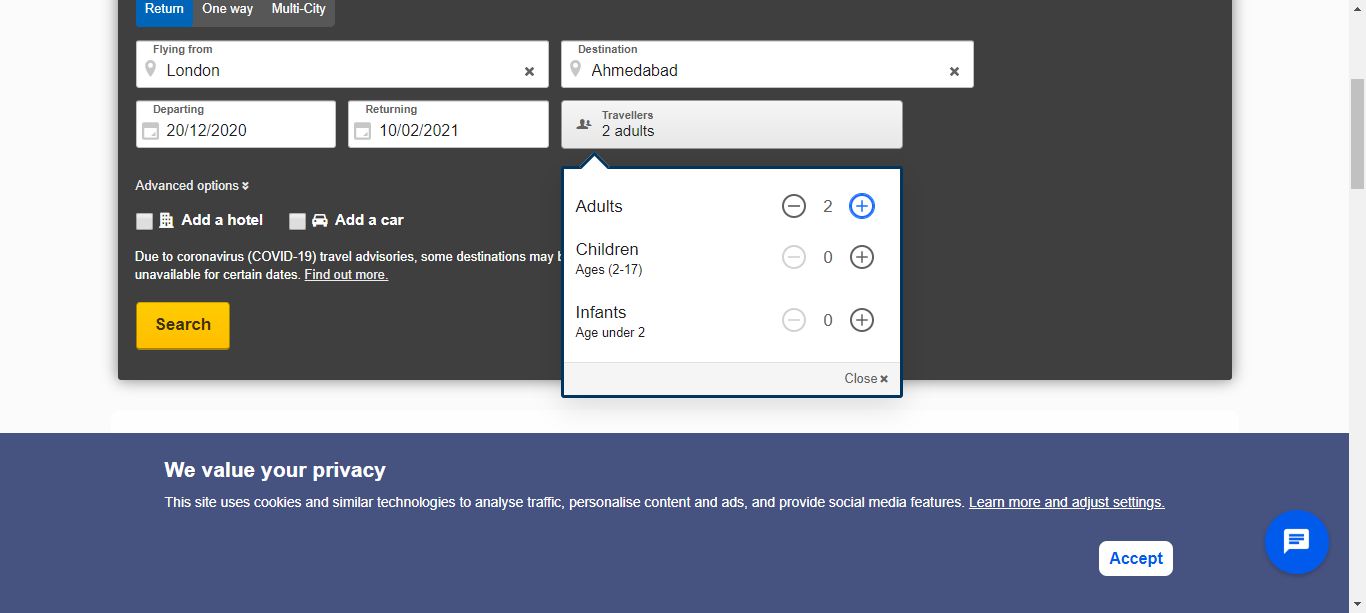 Return One way Multi-City
Flying from
London
Destination
Ahmedabad
Departing
20/12/2020
Returning
10/02/2021
Travellers
2 adults
Advanced options
Add a hotel Add a car
Due to coronavirus (COVID-19) travel advisories, some destinations may
unavailable for certain dates. Find out more.
Search
Adults 2
Children 0
Ages (2-17)
Infants 0
Age under 2
Close
We value your privacy
This site uses cookies and similar technologies to analyse traffic, personalise content and ads, and provide social media features. Learn more and adjust settings.
Accept